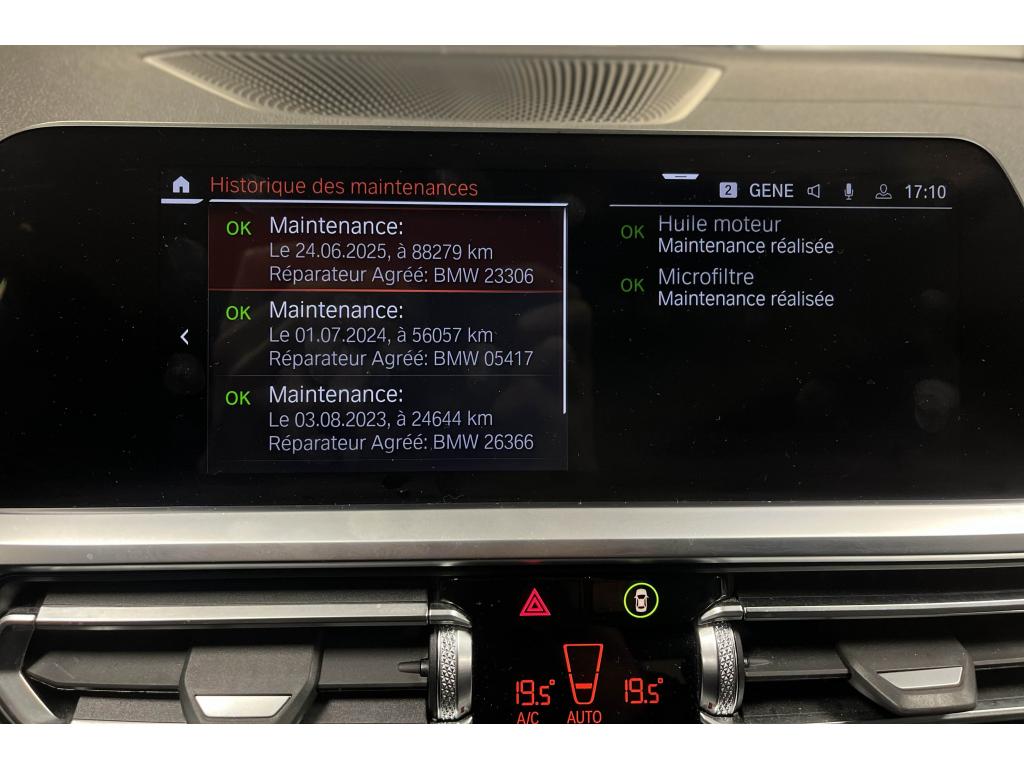 Historique des maintenances
2 GENE 17:10
OK Maintenance:
Le 24.06.2025, à 88279 km
Réparateur Agréé: BMW 23306
OK Maintenance:
Le 01.07.2024, à 56057 km
Réparateur Agréé: BMW 05417
OK Maintenance:
Le 03.08.2023, à 24644 km
Réparateur Agréé: BMW 26366
OK Huile moteur
Maintenance réalisée
OK Microfiltre
Maintenance réalisée
19.5° 19.5°
A/C AUTO